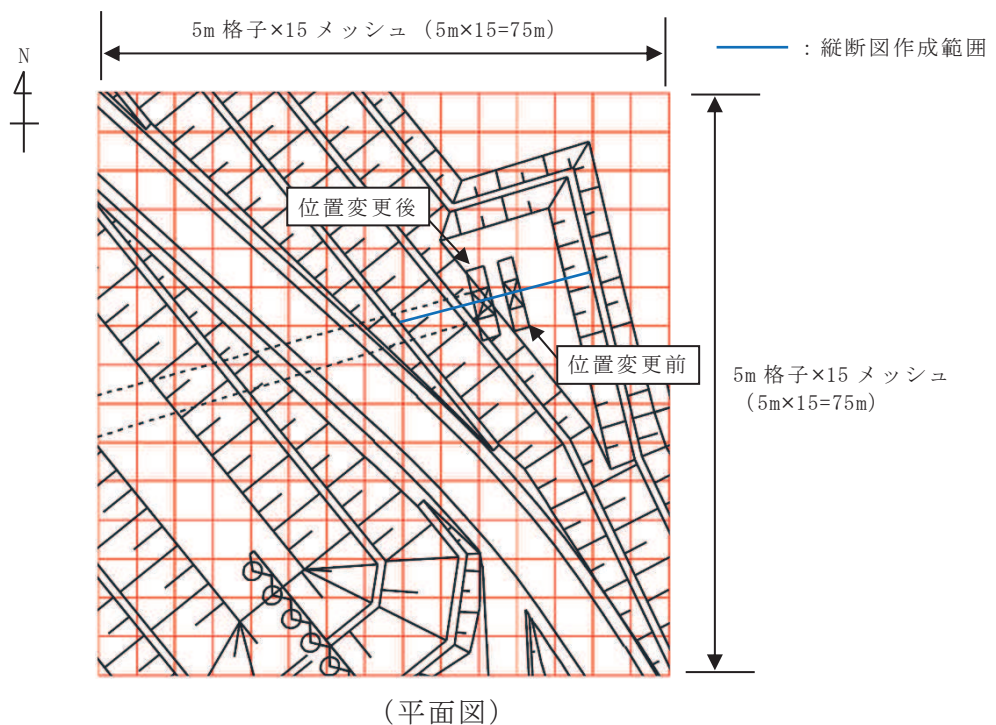 5m 格子×15 メッシュ（5m×15=75m）
N
：縦断図作成範囲
位置変更後
位置変更前
5m 格子×15 メッシュ
（5m×15=75m）
（平面図）